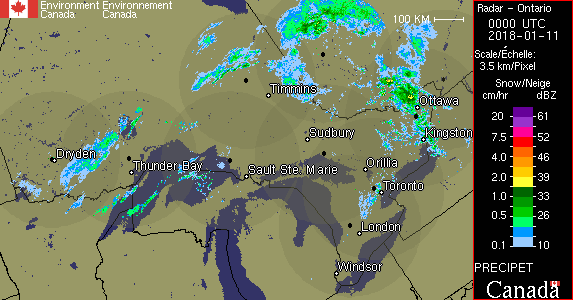 Environment Environnement
Canada Canada
100 KM
Timmins
Ottawa
Sudbury
Kingston
Dryden
Thunder Bay
Sault Ste. Marie
Orillia
Toronto
London
Windsor
Radar - Ontario
0000 UTC
2018-01-11
Scale/Échelle:
3.5 km/Pixel
Snow/Neige
cm/hr dBZ
20 61
7.5 57
5.0 52
4.0 46
2.0 39
1.0 33
0.5 26
0.1 10
PRECIPET
Canada